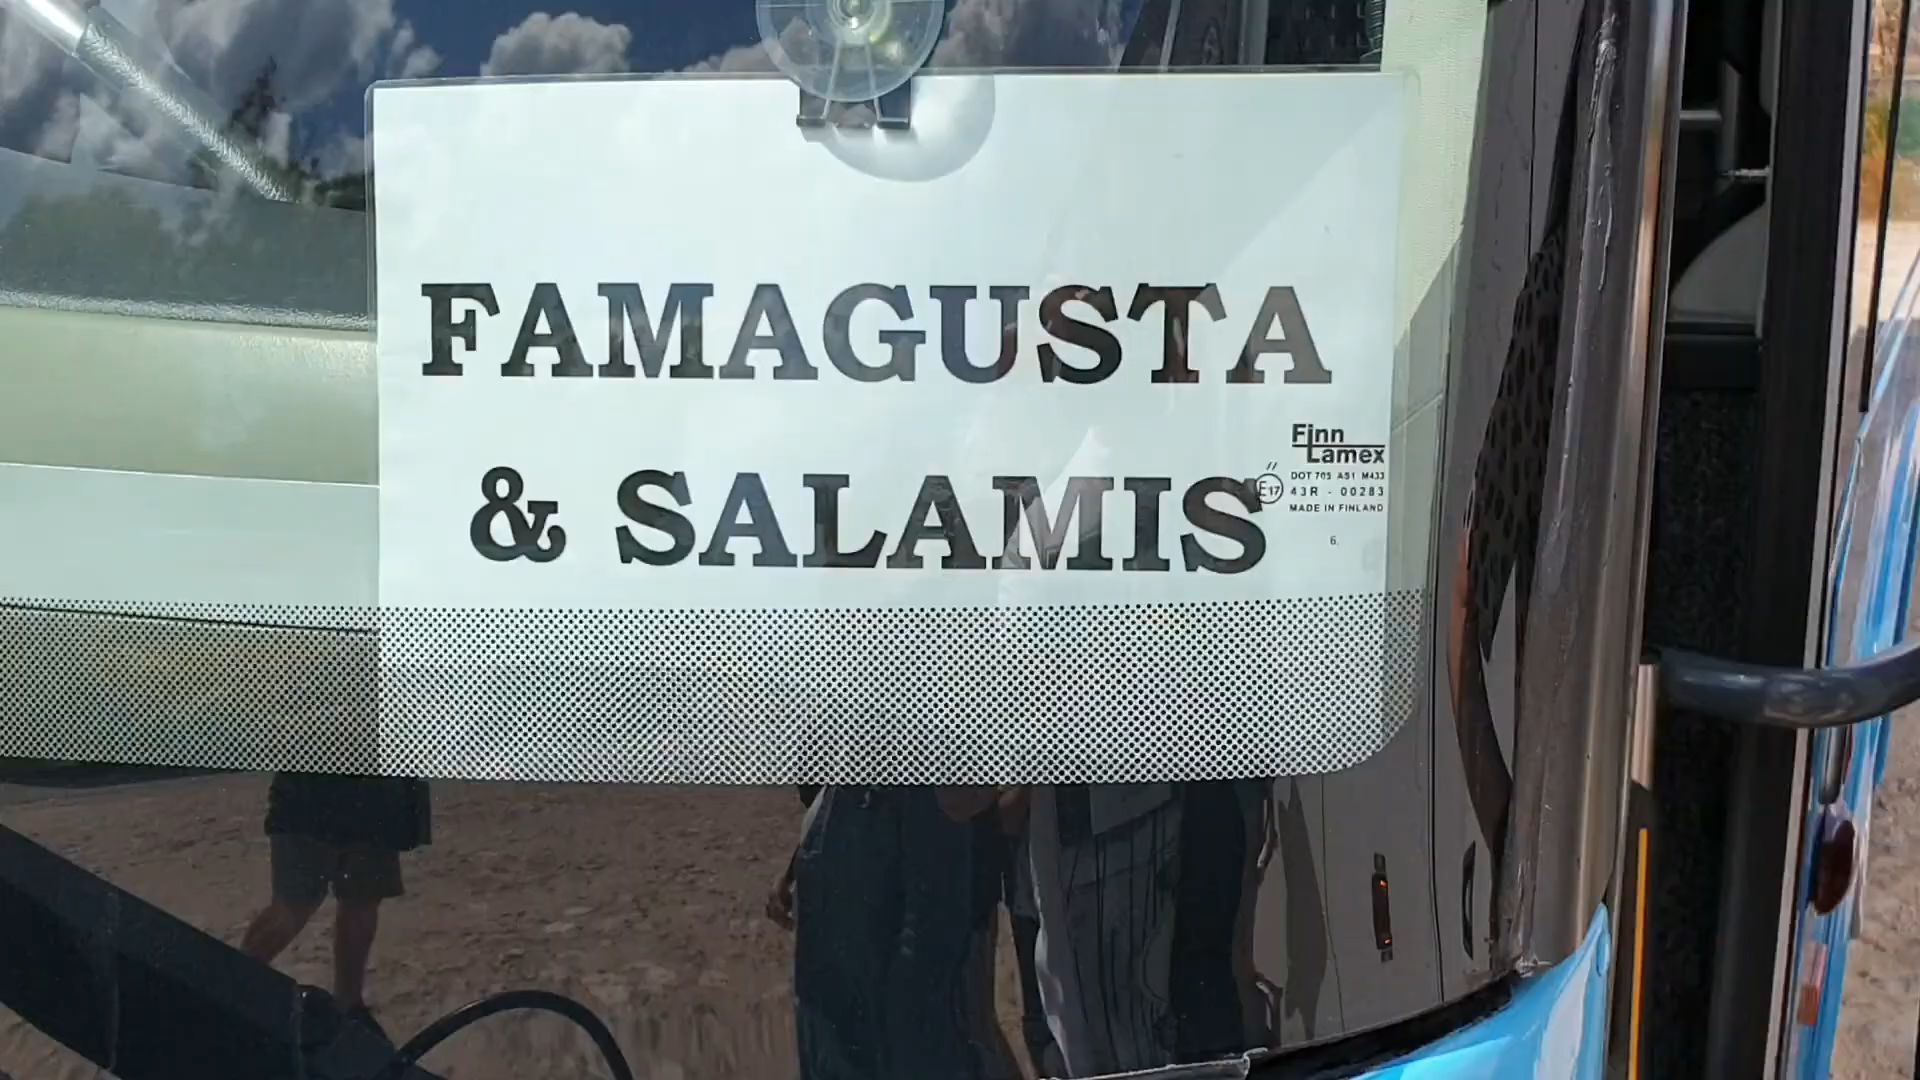 FAMAGUSTA
& SALAMIS
Finn
Lamex
DOT 705 AS1 M433
E17
43R - 00283
MADE IN FINLAND
6.